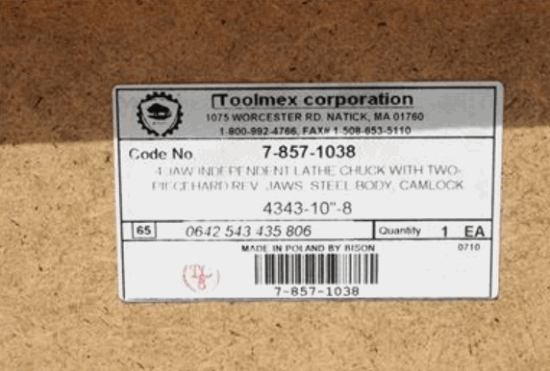 Toolmex corporation
1075 WORCESTER RD. NATICK, MA 01760
1-800-992-4766, FAX# 1-508-653-5110
Code No. 7-857-1038
4 JAW INDEPENDENT LATHE CHUCK WITH TWO-
PIECE HARD REV. JAWS. STEEL BODY, CAMLOCK
4343-10"-8
65 0642 543 435 806 Quantity 1 EA
MADE IN POLAND BY BISON 0710
7-857-1038